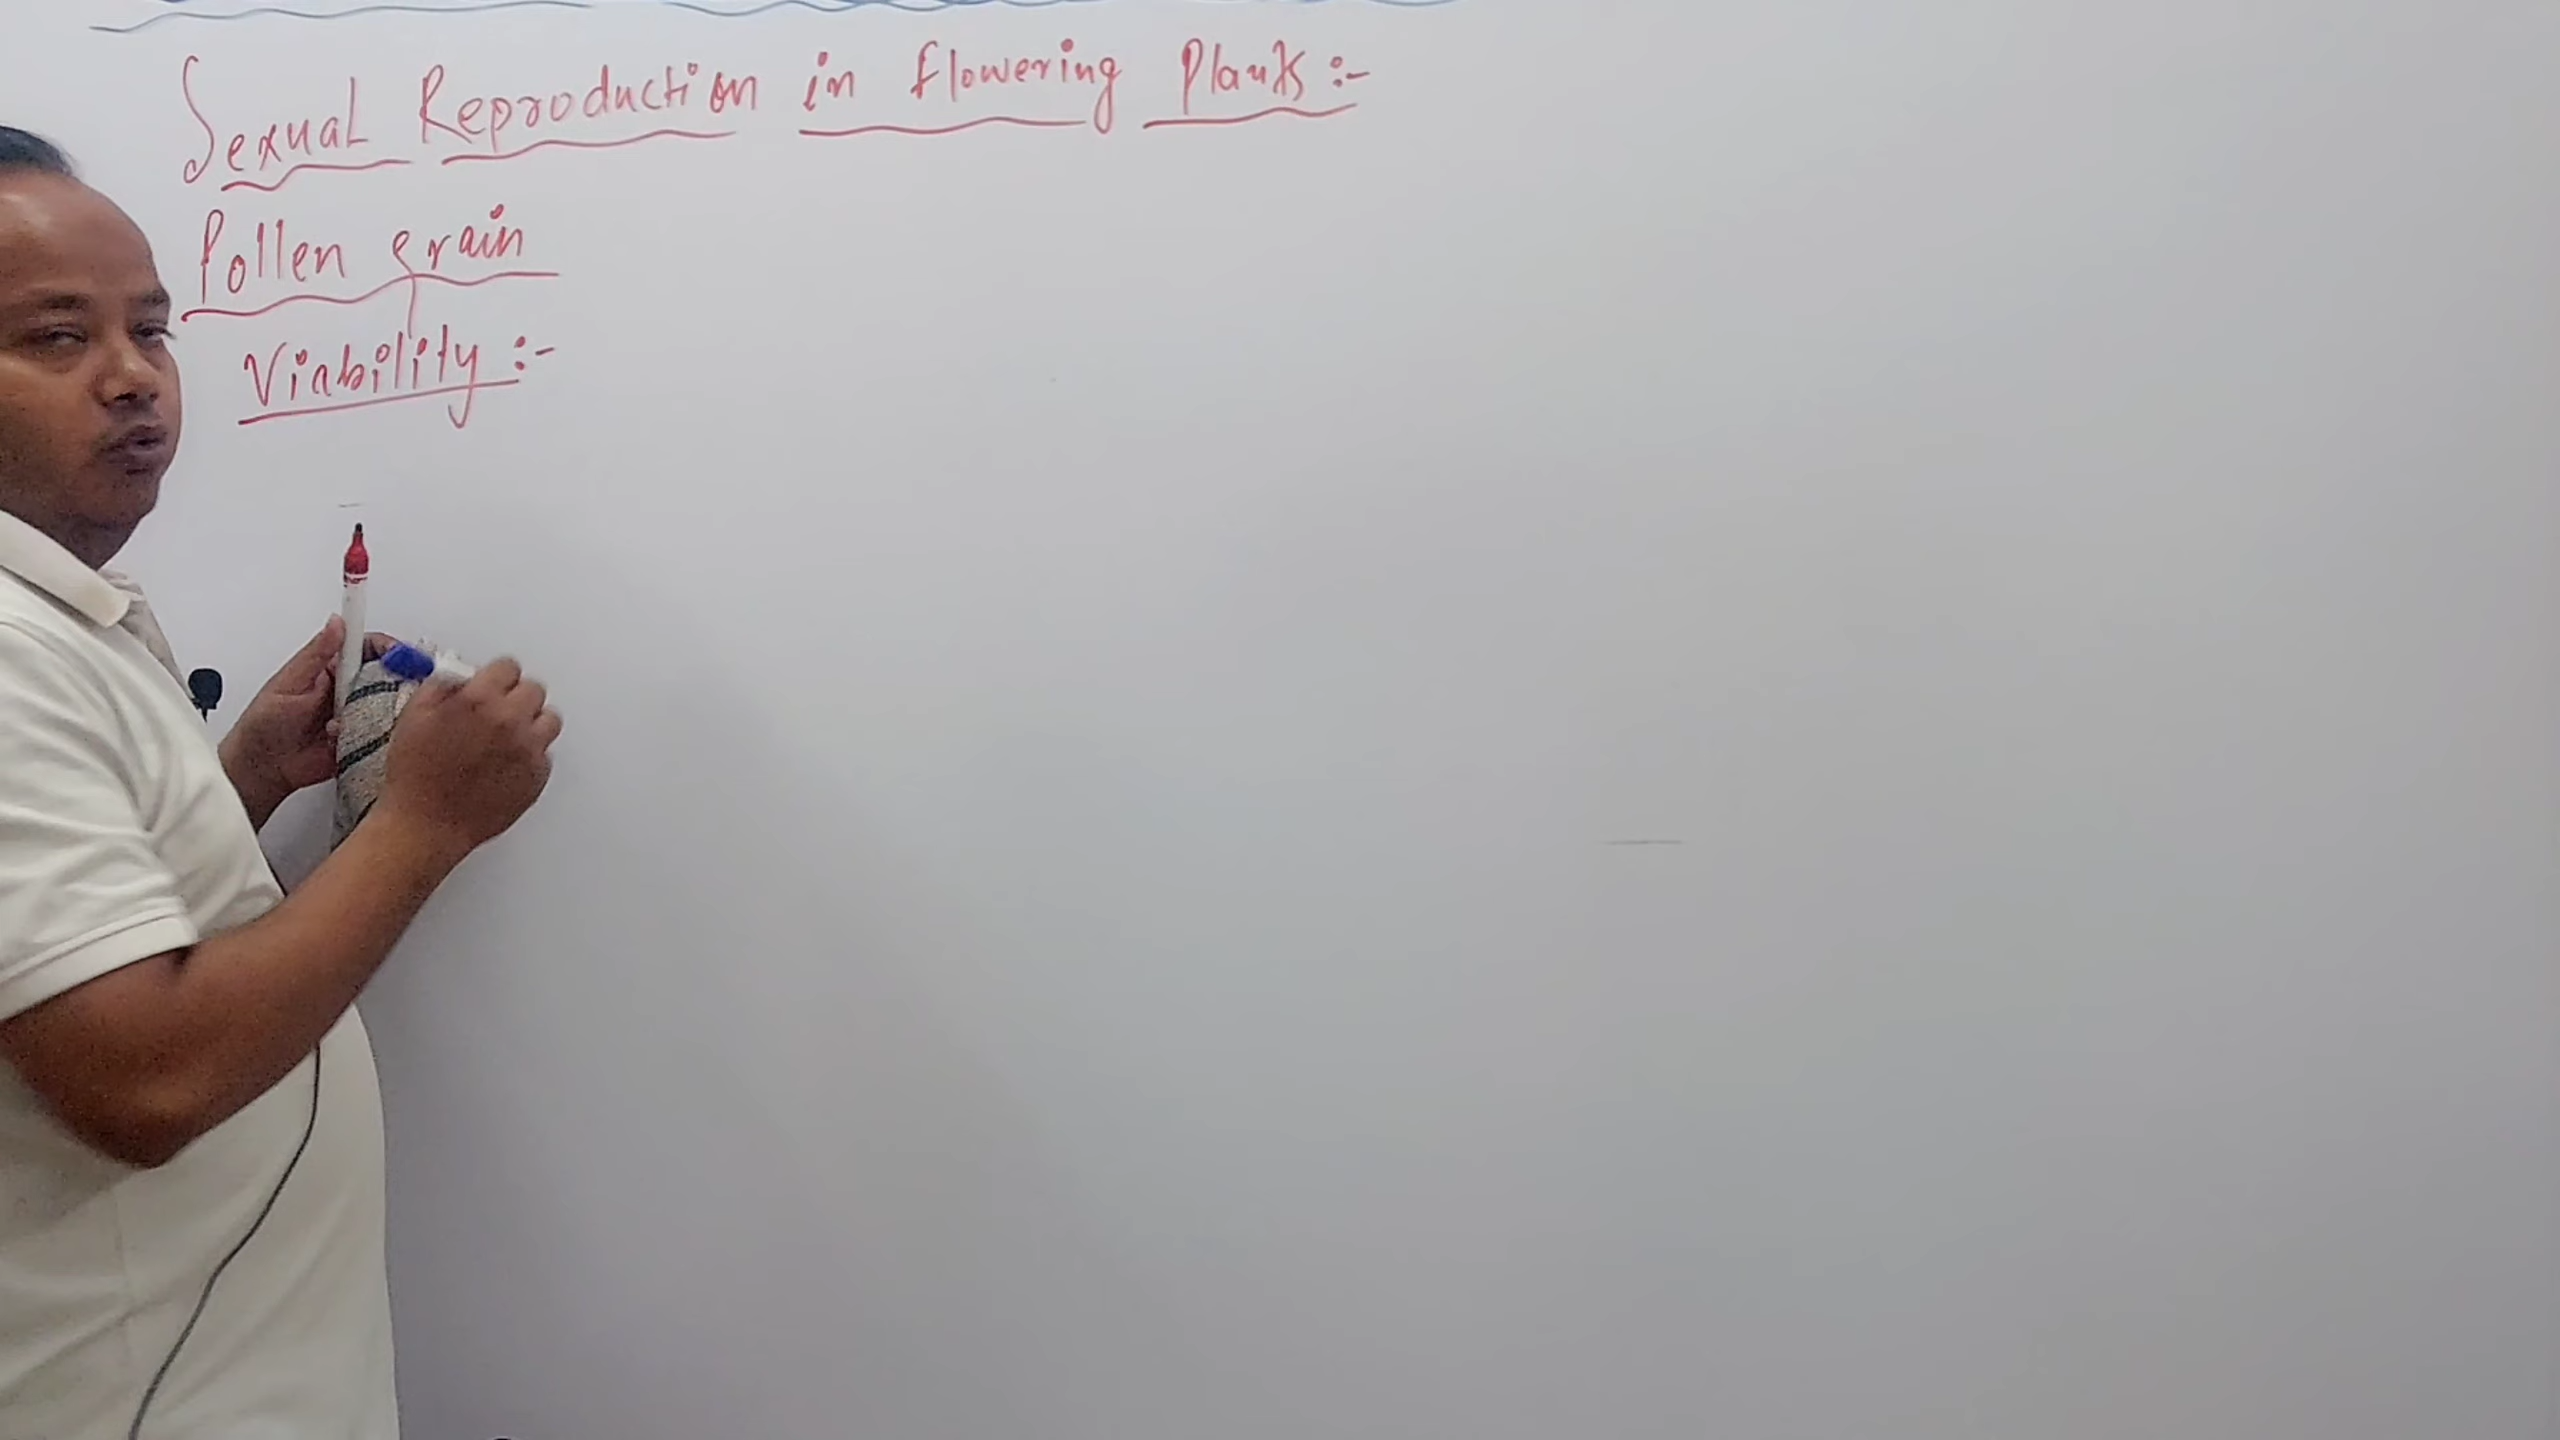 Sexual Reproduction in flowering Plants :-
Pollen grain
Viability :-